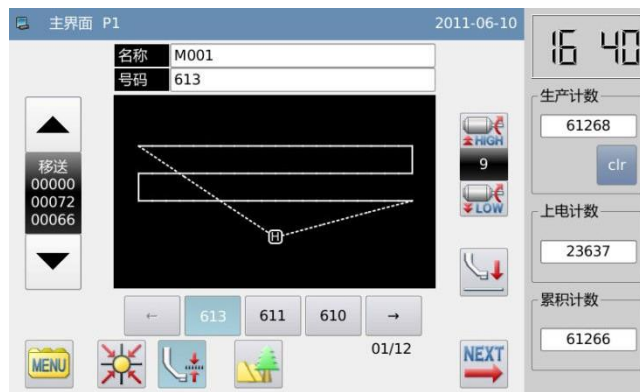 主界面 P1
2011-06-10
16 40
名称 M001
号码 613
移送
00000
00072
00066
H
HIGH
9
LOW
生产计数
61268
clr
上电计数
23637
累积计数
61266
← 613 611 610 →
01/12
MENU
NEXT